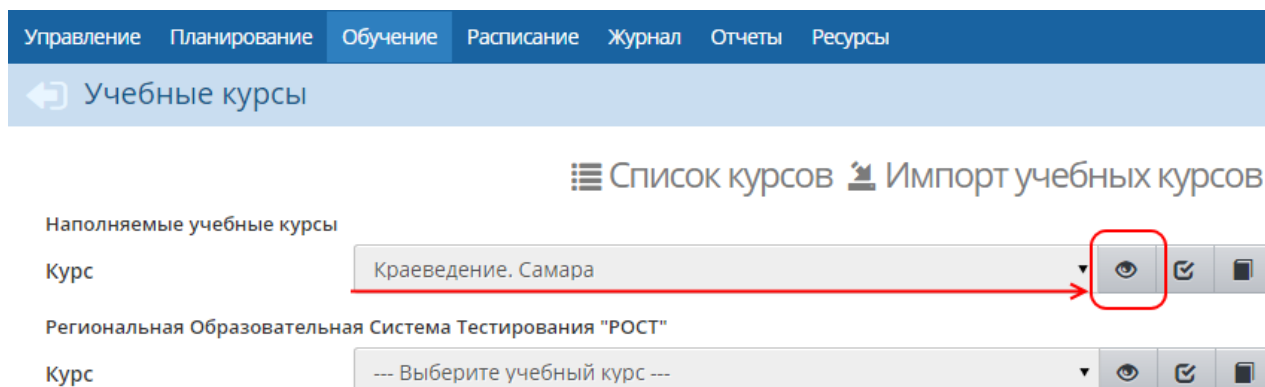 Управление Планирование Обучение Расписание Журнал Отчеты Ресурсы
Учебные курсы
Список курсов Импорт учебных курсов
Наполняемые учебные курсы
Курс Краеведение. Самара
Региональная Образовательная Система Тестирования "РОСТ"
Курс --- Выберите учебный курс ---